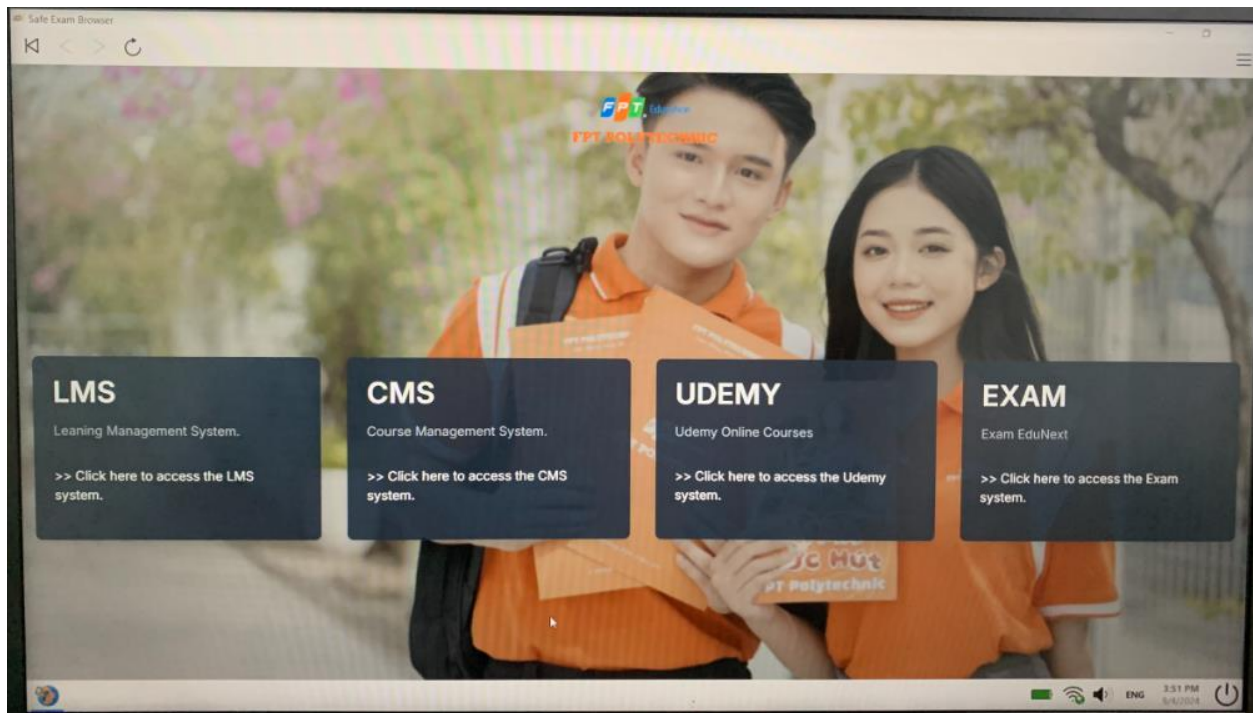 Safe Exam Browser
FPT. Edunext
FPT POLYTECHNIC
LMS
Leaning Management System.
>> Click here to access the LMS
system.
CMS
Course Management System.
>> Click here to access the CMS
system.
UDEMY
Udemy Online Courses
>> Click here to access the Udemy
system.
EXAM
Exam EduNext
>> Click here to access the Exam
system.
FPT Polytechnic
ENG
3:51 PM